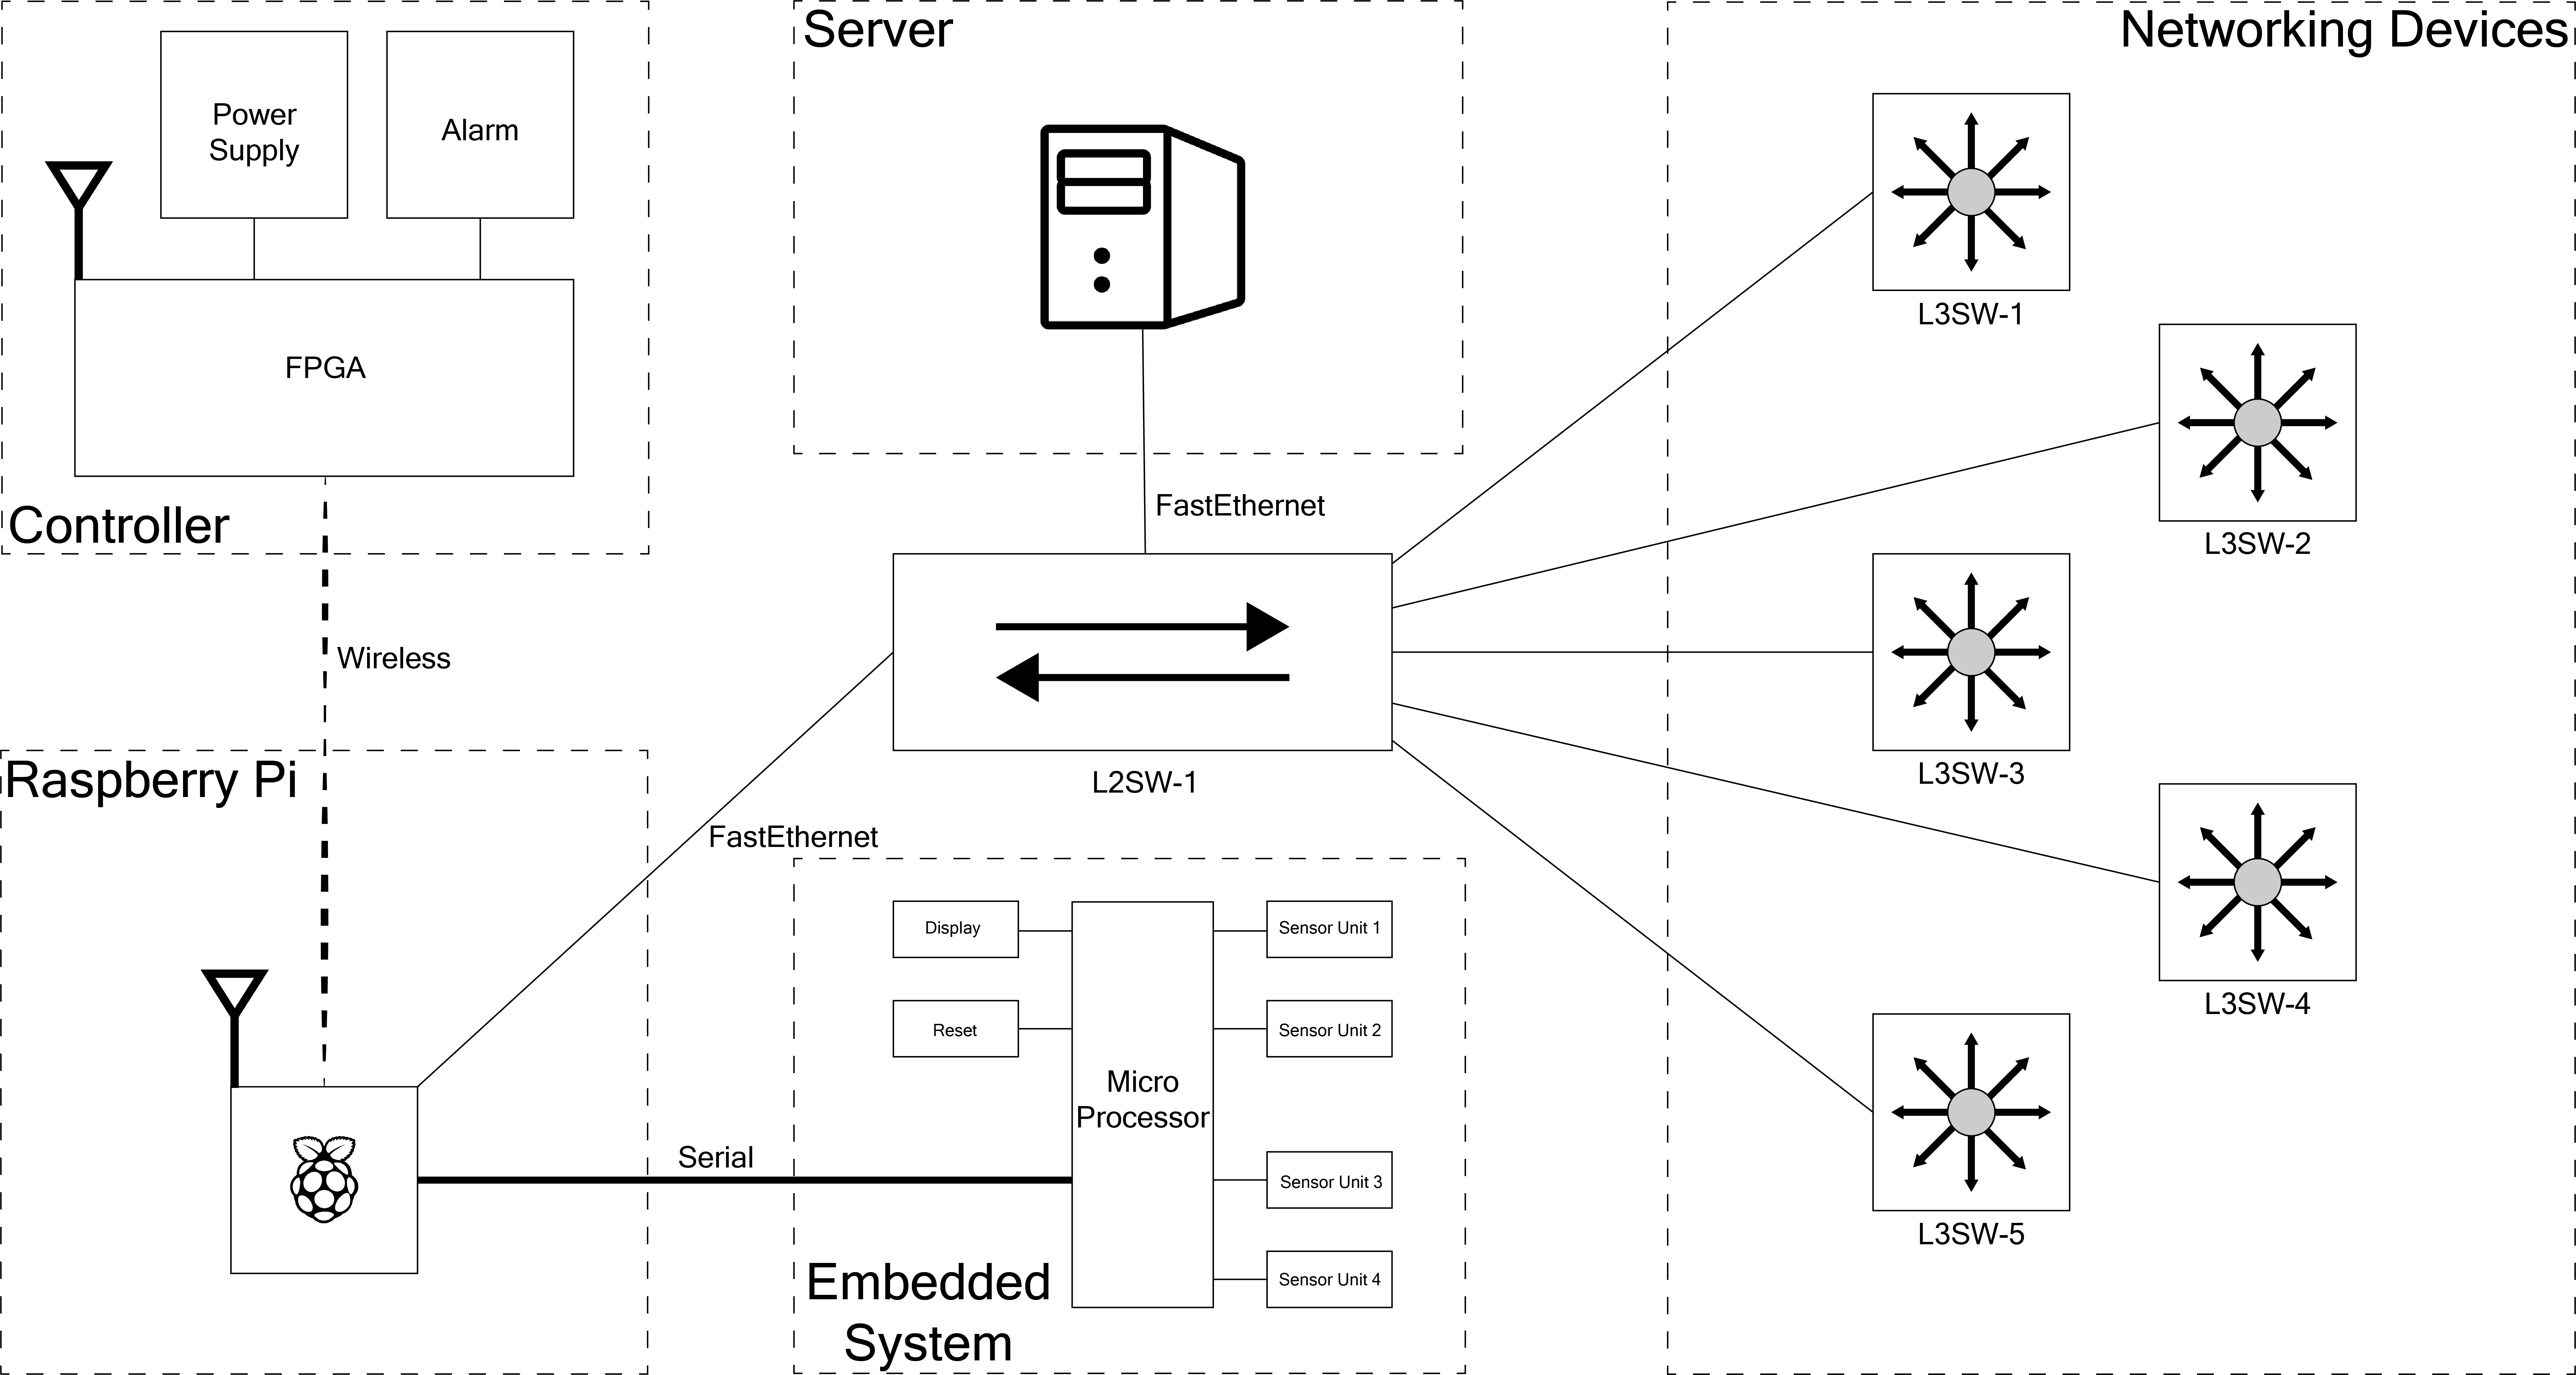 Power
Supply
Alarm
FPGA
Controller
Wireless
Raspberry Pi
Server
FastEthernet
L2SW-1
FastEthernet
Serial
Display
Reset
Micro
Processor
Sensor Unit 1
Sensor Unit 2
Sensor Unit 3
Sensor Unit 4
Embedded
System
Networking Devices
L3SW-1
L3SW-2
L3SW-3
L3SW-4
L3SW-5